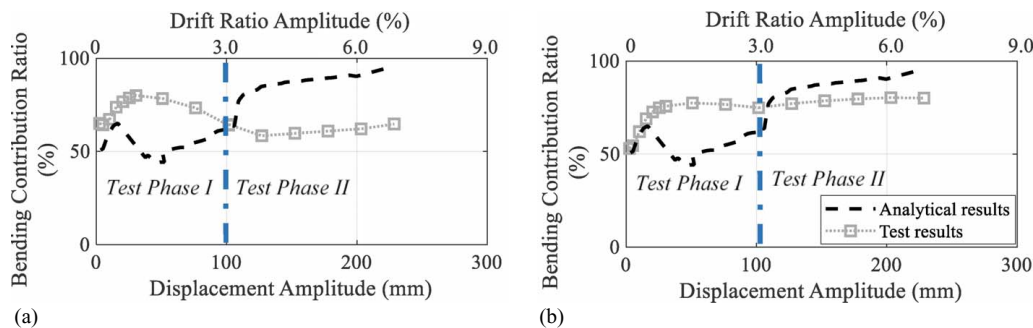 Drift Ratio Amplitude (%)
0 3.0 6.0 9.0
Bending Contribution Ratio
(%)
100
50
0
Test Phase I
Test Phase II
0 100 200 300
Displacement Amplitude (mm)
(a)
Drift Ratio Amplitude (%)
0 3.0 6.0 9.0
Bending Contribution Ratio
(%)
100
50
0
Test Phase I
Test Phase II
Analytical results
Test results
0 100 200 300
Displacement Amplitude (mm)
(b)